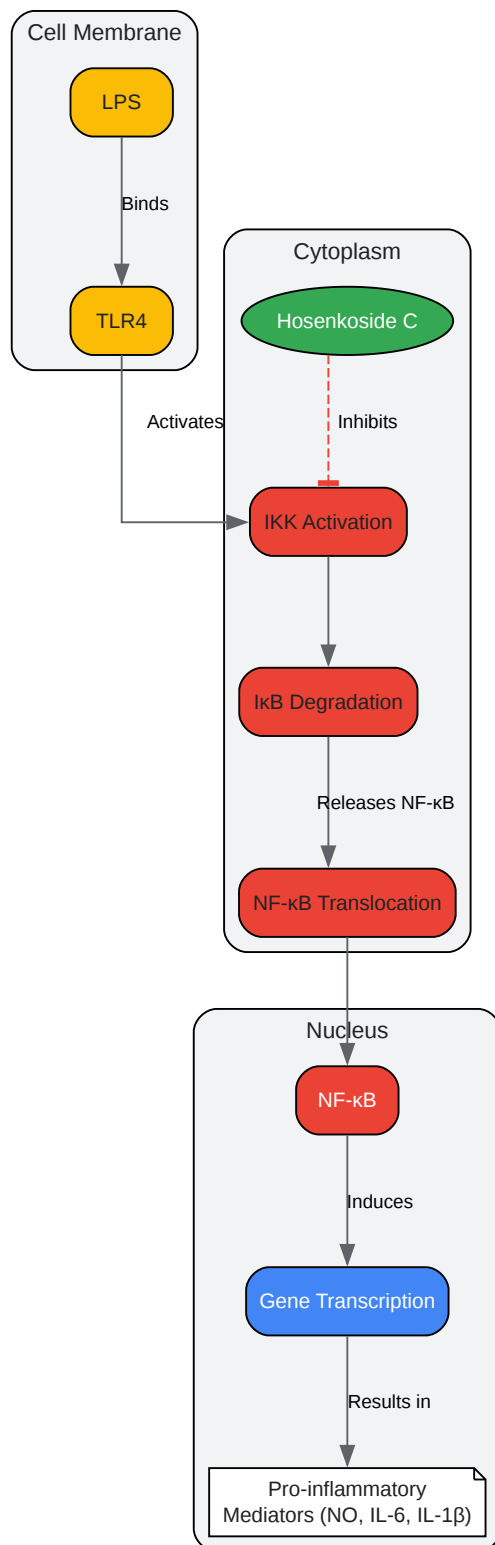 Cell Membrane
LPS
Binds
TLR4
Activates
Cytoplasm
Hosenkoside C
Inhibits
IKK Activation
IκB Degradation
Releases NF-κB
NF-κB Translocation
Nucleus
NF-κB
Induces
Gene Transcription
Results in
Pro-inflammatory
Mediators (NO, IL-6, IL-1β)